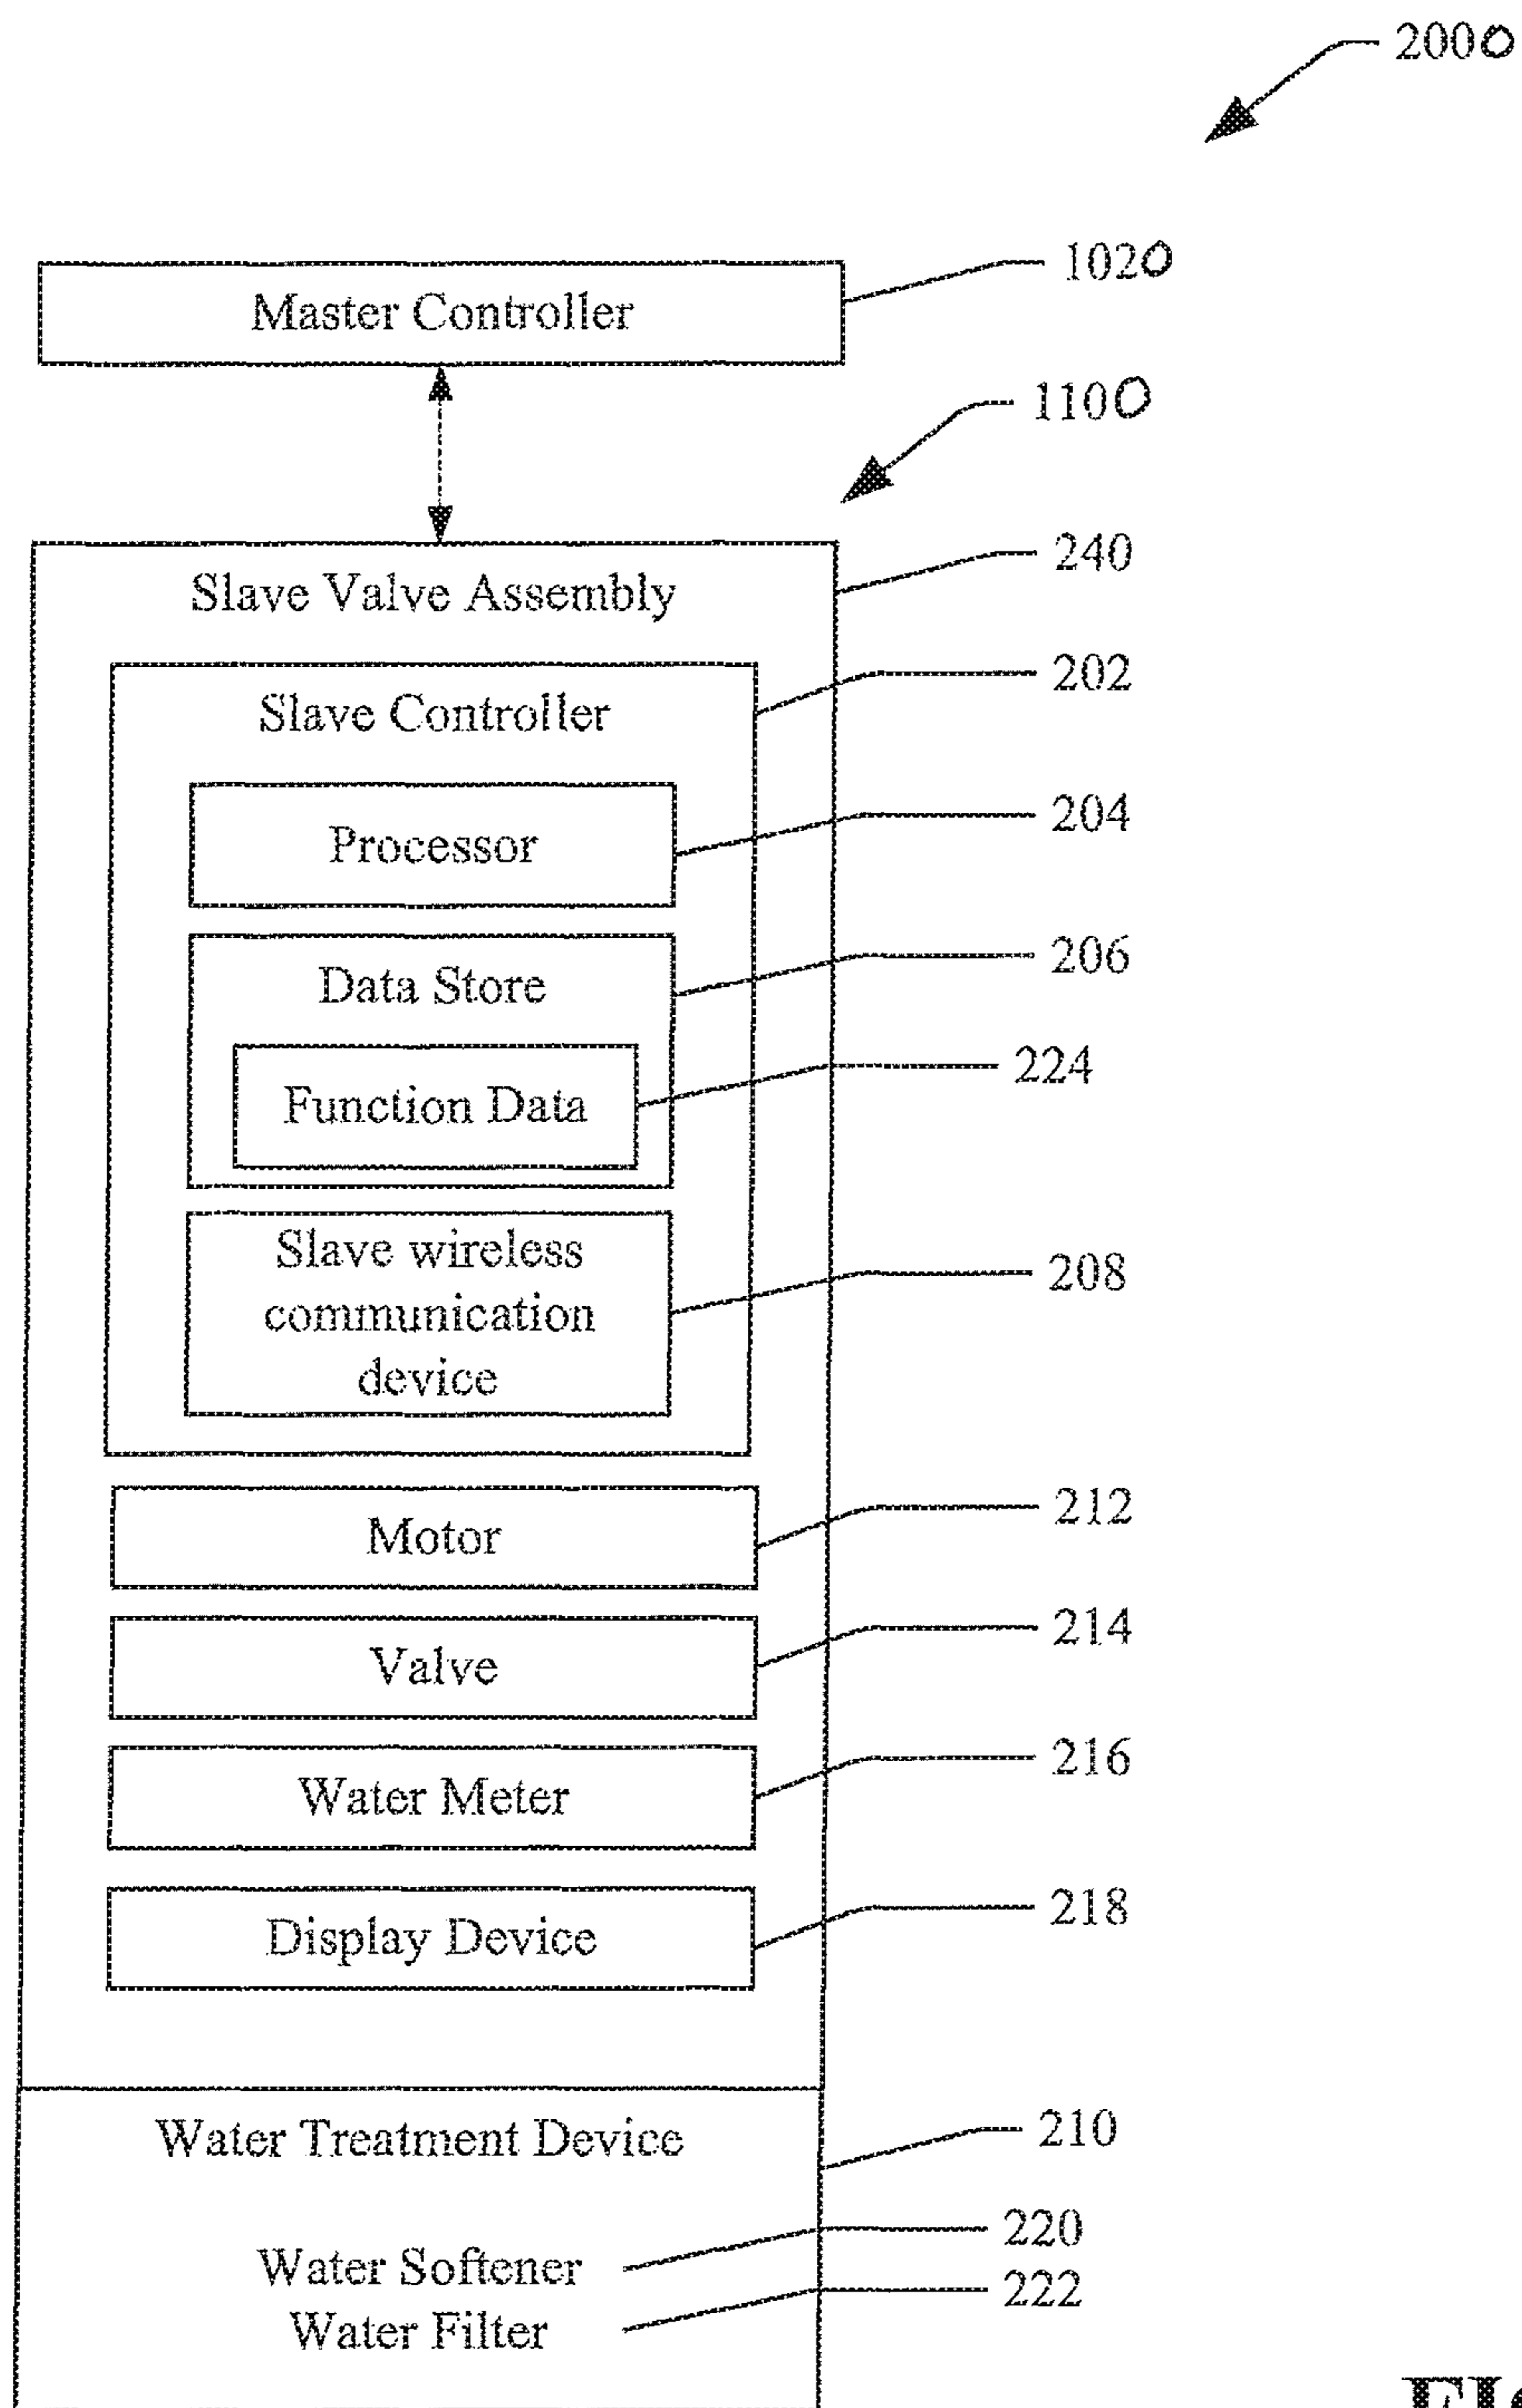 2000
1020
Master Controller
1100
240
Slave Valve Assembly
202
Slave Controller
204
Processor
206
Data Store
224
Function Data
Slave wireless
208
communication
device
212
Motor
214
Valve
216
Water Meter
218
Display Device
210
Water Treatment Device
220
Water Softener
222
Water Filter